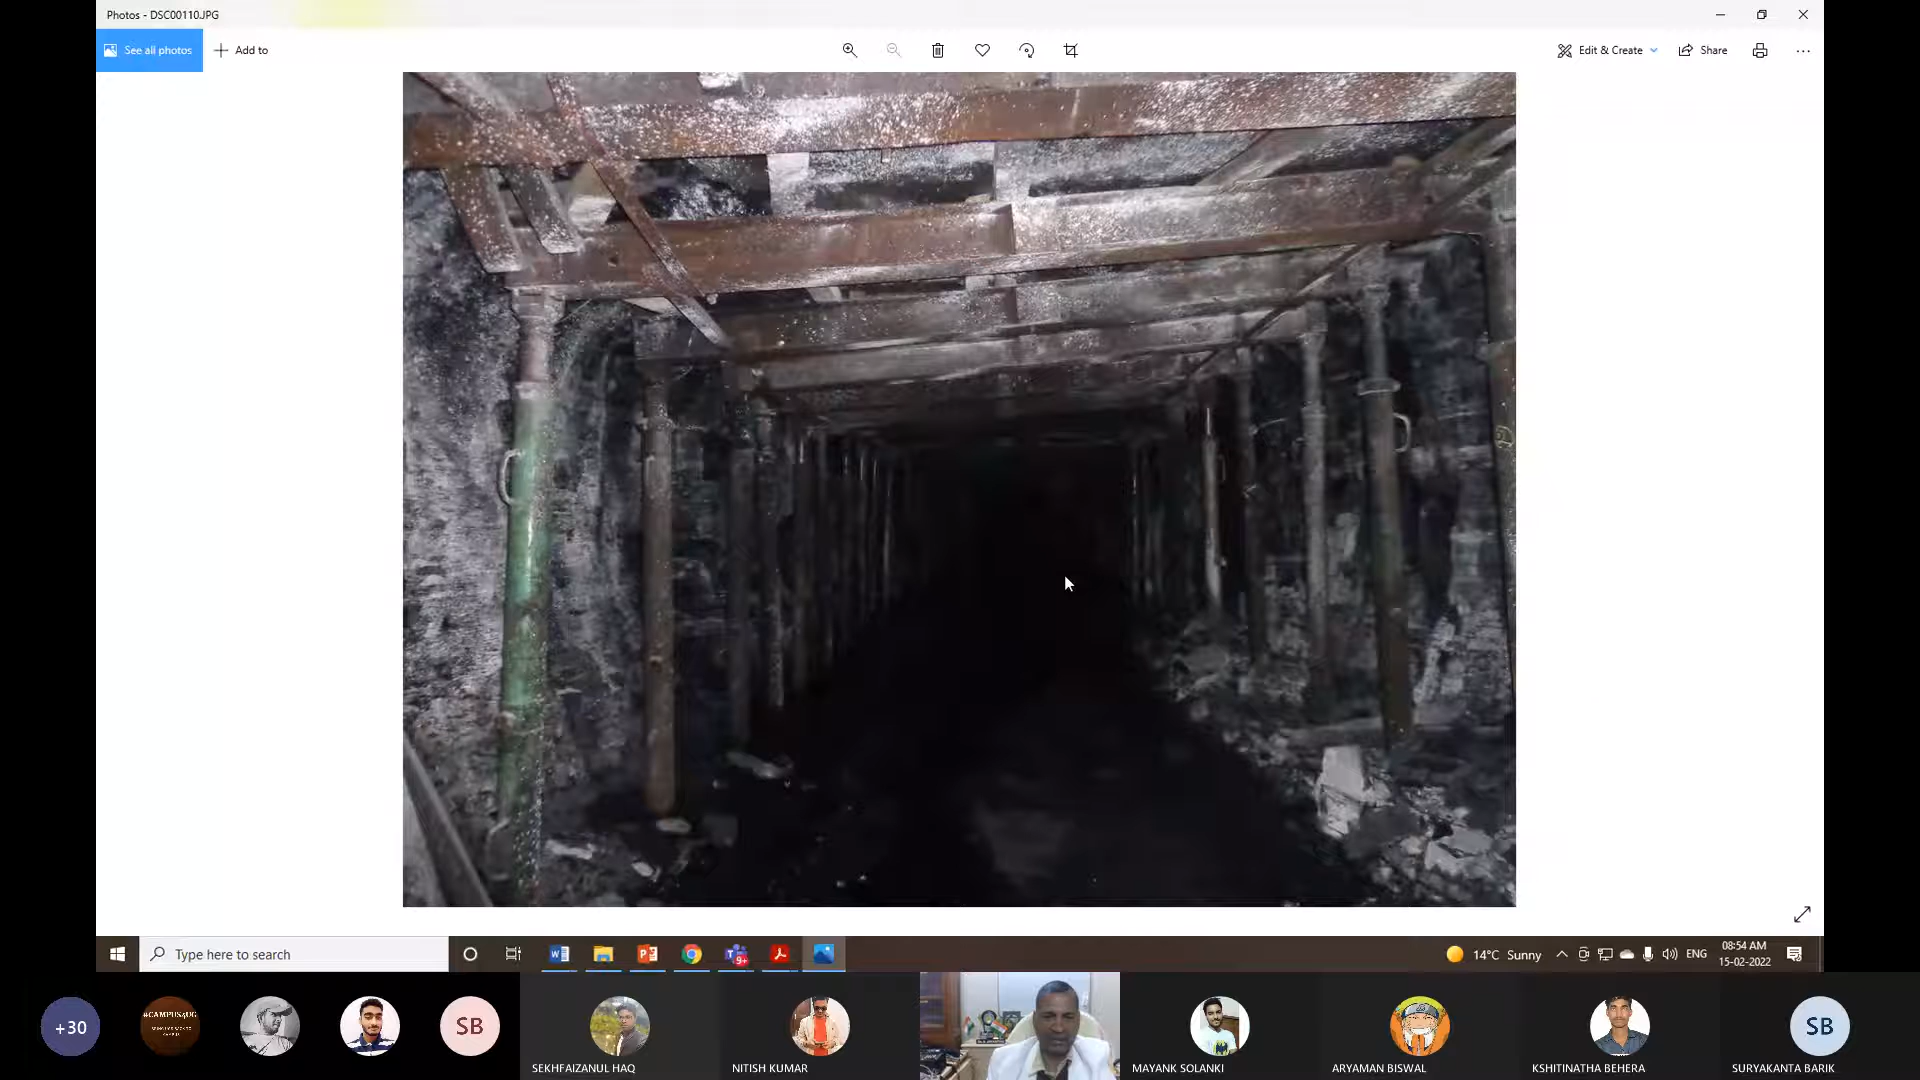 Photos - DSC00110.JPG
See all photos
Add to
Edit & Create
Share
Type here to search
9+
14°C Sunny
ENG
08:54 AM
15-02-2022
+30
#CAMPUS4UG
SB
SEKHFAIZANUL HAQ
NITISH KUMAR
MAYANK SOLANKI
ARYAMAN BISWAL
KSHITINATHA BEHERA
SB
SURYAKANTA BARIK